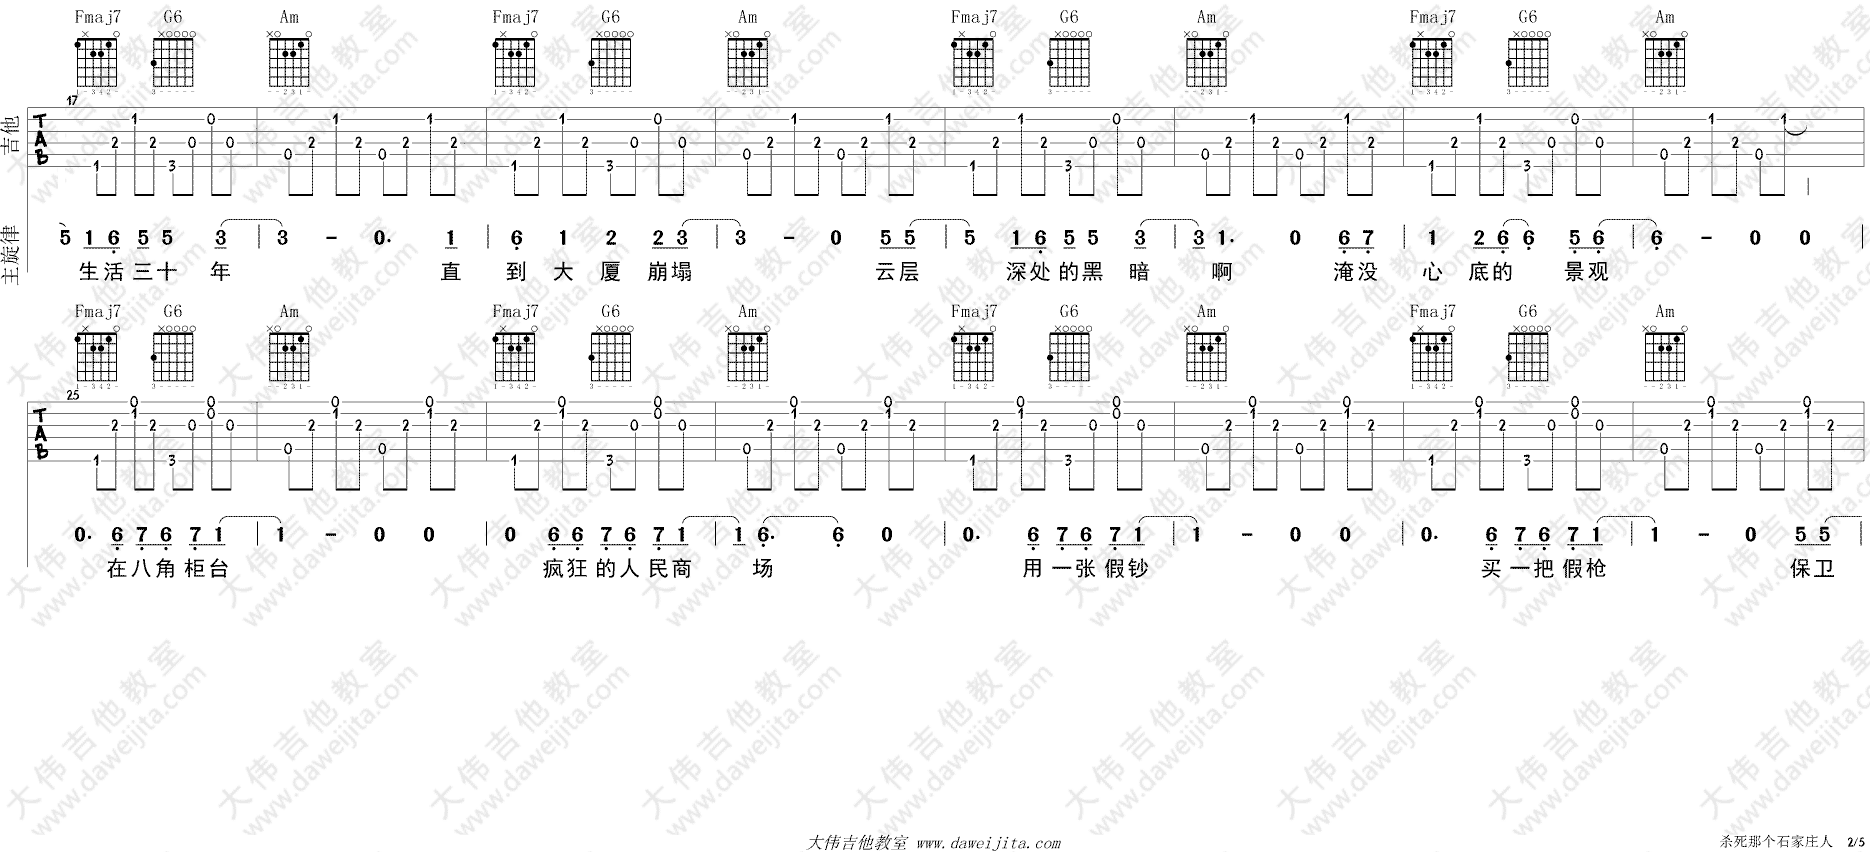 Fmaj7 G6 Am Fmaj7 G6 Am Fmaj7 G6 Am Fmaj7 G6 Am
吉他
17
T A B
主旋律
5 1 6 5 5 3 | 3 - 0. 1 | 6 1 2 2 3 | 3 - 0 5 5 | 5 1 6 5 5 3 | 3 1. 0 6 7 | 1 2 6 6 5 6 | 6 - 0 0 |
生活三十 年 直 到 大 厦 崩塌 云层 深处的黑 暗 啊 淹没 心 底的 景观
Fmaj7 G6 Am Fmaj7 G6 Am Fmaj7 G6 Am Fmaj7 G6 Am
25
T A B
0. 6 7 6 7 1 | 1 - 0 0 | 0 6 6 7 6 7 1 | 1 6. 6 0 | 0. 6 7 6 7 1 | 1 - 0 0 | 0. 6 7 6 7 1 | 1 - 0 5 5 |
在八角柜台 疯狂的人民商 场 用一张假钞 买一把假枪 保卫
大伟吉他教室 www.daweijita.com
杀死那个石家庄人 2/5